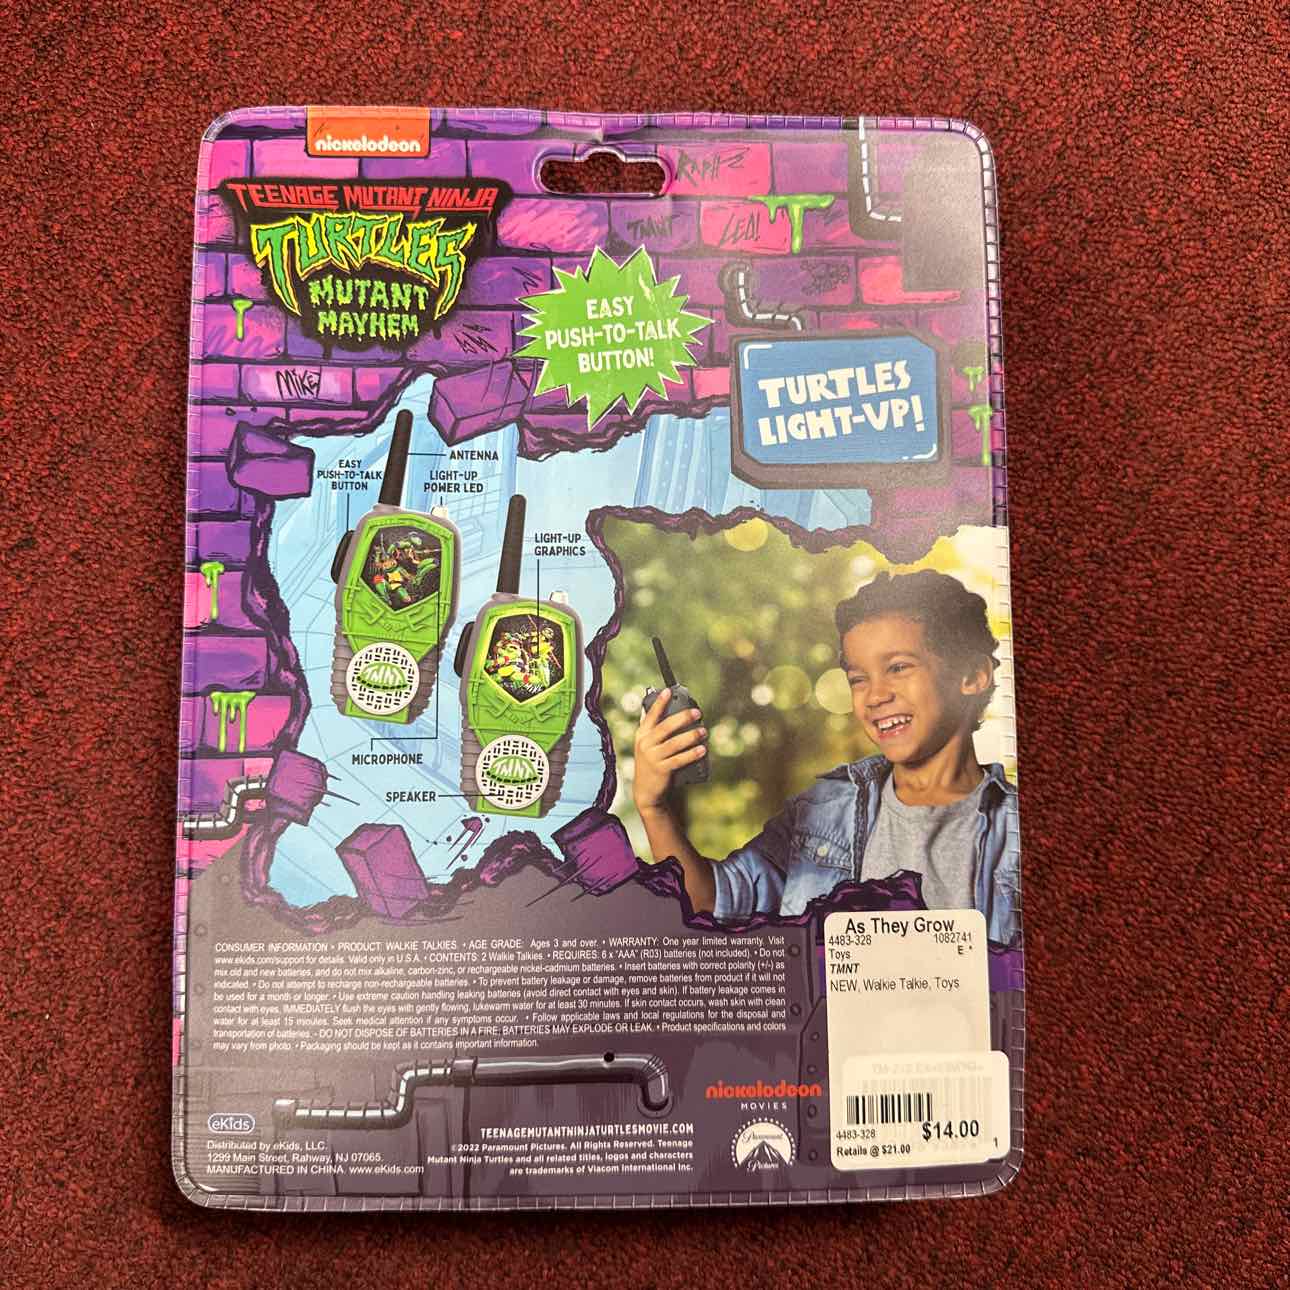 nickelodeon
TEENAGE MUTANT NINJA
TURTLES
MUTANT
MAYHEM
RAPH
TMNT
LEO!
MIKEY
EASY
PUSH-TO-TALK
BUTTON!
TURTLES
LIGHT-UP!
ANTENNA
EASY
PUSH-TO-TALK
BUTTON
LIGHT-UP
POWER LED
LIGHT-UP
GRAPHICS
TMNT
TMNT
MICROPHONE
SPEAKER
CONSUMER INFORMATION • PRODUCT: WALKIE TALKIES. • AGE GRADE: Ages 3 and over. • WARRANTY: One year limited warranty. Visit
www.ekids.com/support for details. Valid only in U.S.A. • CONTENTS: 2 Walkie Talkies. • REQUIRES: 6 x "AAA" (R03) batteries (not included). • Do not
mix old and new batteries, and do not mix alkaline, carbon-zinc, or rechargeable nickel-cadmium batteries. • Insert batteries with correct polarity (+/-) as
indicated. • Do not attempt to recharge non-rechargeable batteries. • To prevent battery leakage or damage, remove batteries from product if it will not
be used for a month or longer. • Use extreme caution handling leaking batteries (avoid direct contact with eyes and skin). If battery leakage comes in
contact with eyes, IMMEDIATELY flush the eyes with gently flowing, lukewarm water for at least 30 minutes. If skin contact occurs, wash skin with clean
water for at least 15 minutes. Seek medical attention if any symptoms occur. • Follow applicable laws and local regulations for the disposal and
transportation of batteries. - DO NOT DISPOSE OF BATTERIES IN A FIRE; BATTERIES MAY EXPLODE OR LEAK. • Product specifications and colors
may vary from photo. • Packaging should be kept as it contains important information.
As They Grow
4483-328 1082741
Toys E *
TMNT
NEW, Walkie Talkie, Toys
4483-328 $14.00
Retails @ $21.00 1
nickelodeon
MOVIES
Paramount
Pictures
eKids
Distributed by eKids, LLC.
1299 Main Street, Rahway, NJ 07065.
MANUFACTURED IN CHINA. www.eKids.com
TEENAGEMUTANTNINJATURTLESMOVIE.COM
©2022 Paramount Pictures. All Rights Reserved. Teenage
Mutant Ninja Turtles and all related titles, logos and characters
are trademarks of Viacom International Inc.